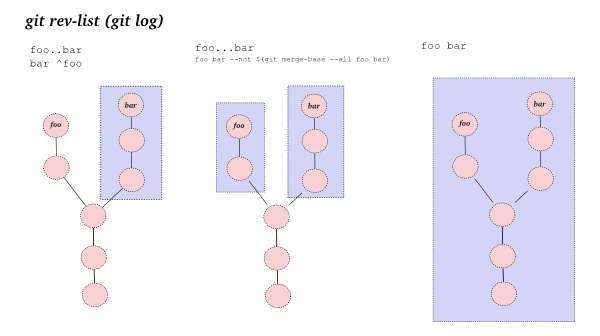 git rev-list (git log)
foo..bar
bar ^foo
foo...bar
foo bar --not $(git merge-base --all foo bar)
foo bar
foo
bar
foo
bar
foo
bar